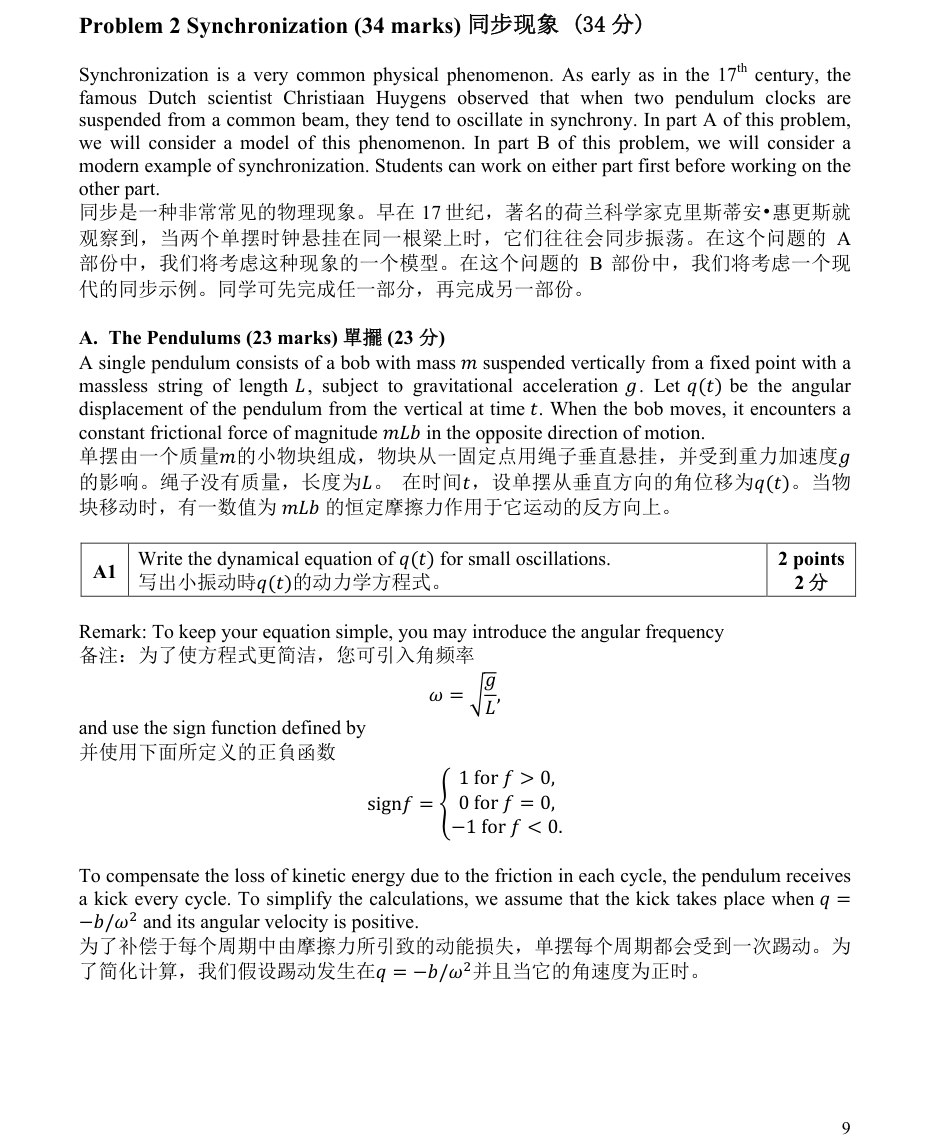 Problem 2 Synchronization (34 marks) 同步现象 (34 分)
Synchronization is a very common physical phenomenon. As early as in the 17th century, the
famous Dutch scientist Christiaan Huygens observed that when two pendulum clocks are
suspended from a common beam, they tend to oscillate in synchrony. In part A of this problem,
we will consider a model of this phenomenon. In part B of this problem, we will consider a
modern example of synchronization. Students can work on either part first before working on the
other part.
同步是一种非常常见的物理现象。早在 17 世纪，著名的荷兰科学家克里斯蒂安•惠更斯就
观察到，当两个单摆时钟悬挂在同一根梁上时，它们往往会同步振荡。在这个问题的 A
部份中，我们将考虑这种现象的一个模型。在这个问题的 B 部份中，我们将考虑一个现
代的同步示例。同学可先完成任一部分，再完成另一部份。
A. The Pendulums (23 marks) 單擺 (23 分)
A single pendulum consists of a bob with mass m suspended vertically from a fixed point with a
massless string of length L, subject to gravitational acceleration g. Let q(t) be the angular
displacement of the pendulum from the vertical at time t. When the bob moves, it encounters a
constant frictional force of magnitude mLb in the opposite direction of motion.
单摆由一个质量m的小物块组成，物块从一固定点用绳子垂直悬挂，并受到重力加速度g
的影响。绳子没有质量，长度为L。 在时间t，设单摆从垂直方向的角位移为q(t)。当物
块移动时，有一数值为 mLb 的恒定摩擦力作用于它运动的反方向上。
A1
Write the dynamical equation of q(t) for small oscillations.
写出小振动時q(t)的动力学方程式。
2 points
2 分
Remark: To keep your equation simple, you may introduce the angular frequency
备注：为了使方程式更简洁，您可引入角频率
ω = √(g/L),
and use the sign function defined by
并使用下面所定义的正負函数
signf = { 1 for f > 0,
0 for f = 0,
−1 for f < 0.
To compensate the loss of kinetic energy due to the friction in each cycle, the pendulum receives
a kick every cycle. To simplify the calculations, we assume that the kick takes place when q =
−b/ω² and its angular velocity is positive.
为了补偿于每个周期中由摩擦力所引致的动能损失，单摆每个周期都会受到一次踢动。为
了简化计算，我们假设踢动发生在q = −b/ω²并且当它的角速度为正时。
9